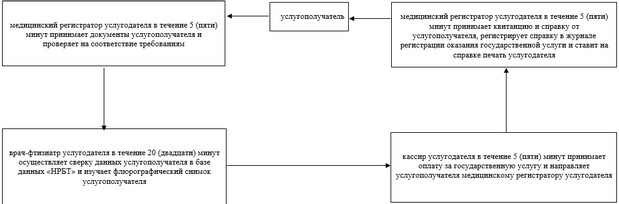 услугополучатель
медицинский регистратор услугодателя в течение 5 (пяти)
минут принимает документы услугополучателя и
проверяет на соответствие требованиям
врач-фтизиатр услугодателя в течение 20 (двадцати) минут
осуществляет сверку данных услугополучателя в базе
данных «НРБТ» и изучает флюрографический снимок
услугополучателя
кассир услугодателя в течение 5 (пяти) минут принимает
оплату за государственную услугу и направляет
услугополучателя медицинскому регистратору услугодателя
медицинский регистратор услугодателя в течение 5 (пяти)
минут принимает квитанцию и справку от
услугополучателя, регистрирует справку в журнале
регистрации оказания государственной услуги и ставит на
справке печать услугодателя